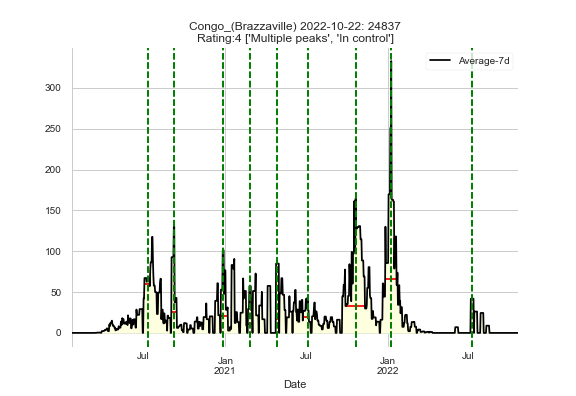 Congo_(Brazzaville) 2022-10-22: 24837
Rating:4 ['Multiple peaks', 'In control']
Average-7d
300
250
200
150
100
50
0
Jul
Jan
2021
Jul
Jan
2022
Jul
Date